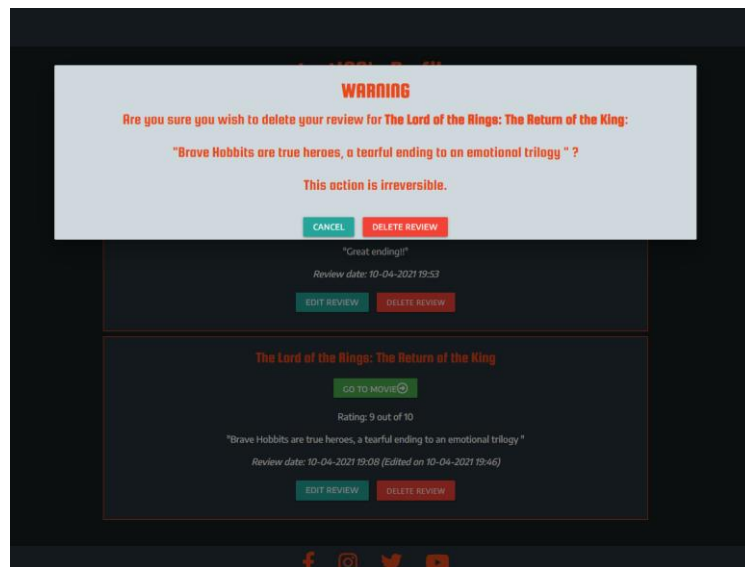 WARNING
Are you sure you wish to delete your review for The Lord of the Rings: The Return of the King:
"Brave Hobbits are true heroes, a tearful ending to an emotional trilogy " ?
This action is irreversible.
CANCEL DELETE REVIEW
"Great ending!!"
Review date: 10-04-2021 19:53
EDIT REVIEW DELETE REVIEW
The Lord of the Rings: The Return of the King
GO TO MOVIE
Rating: 9 out of 10
"Brave Hobbits are true heroes, a tearful ending to an emotional trilogy "
Review date: 10-04-2021 19:08 (Edited on 10-04-2021 19:46)
EDIT REVIEW DELETE REVIEW